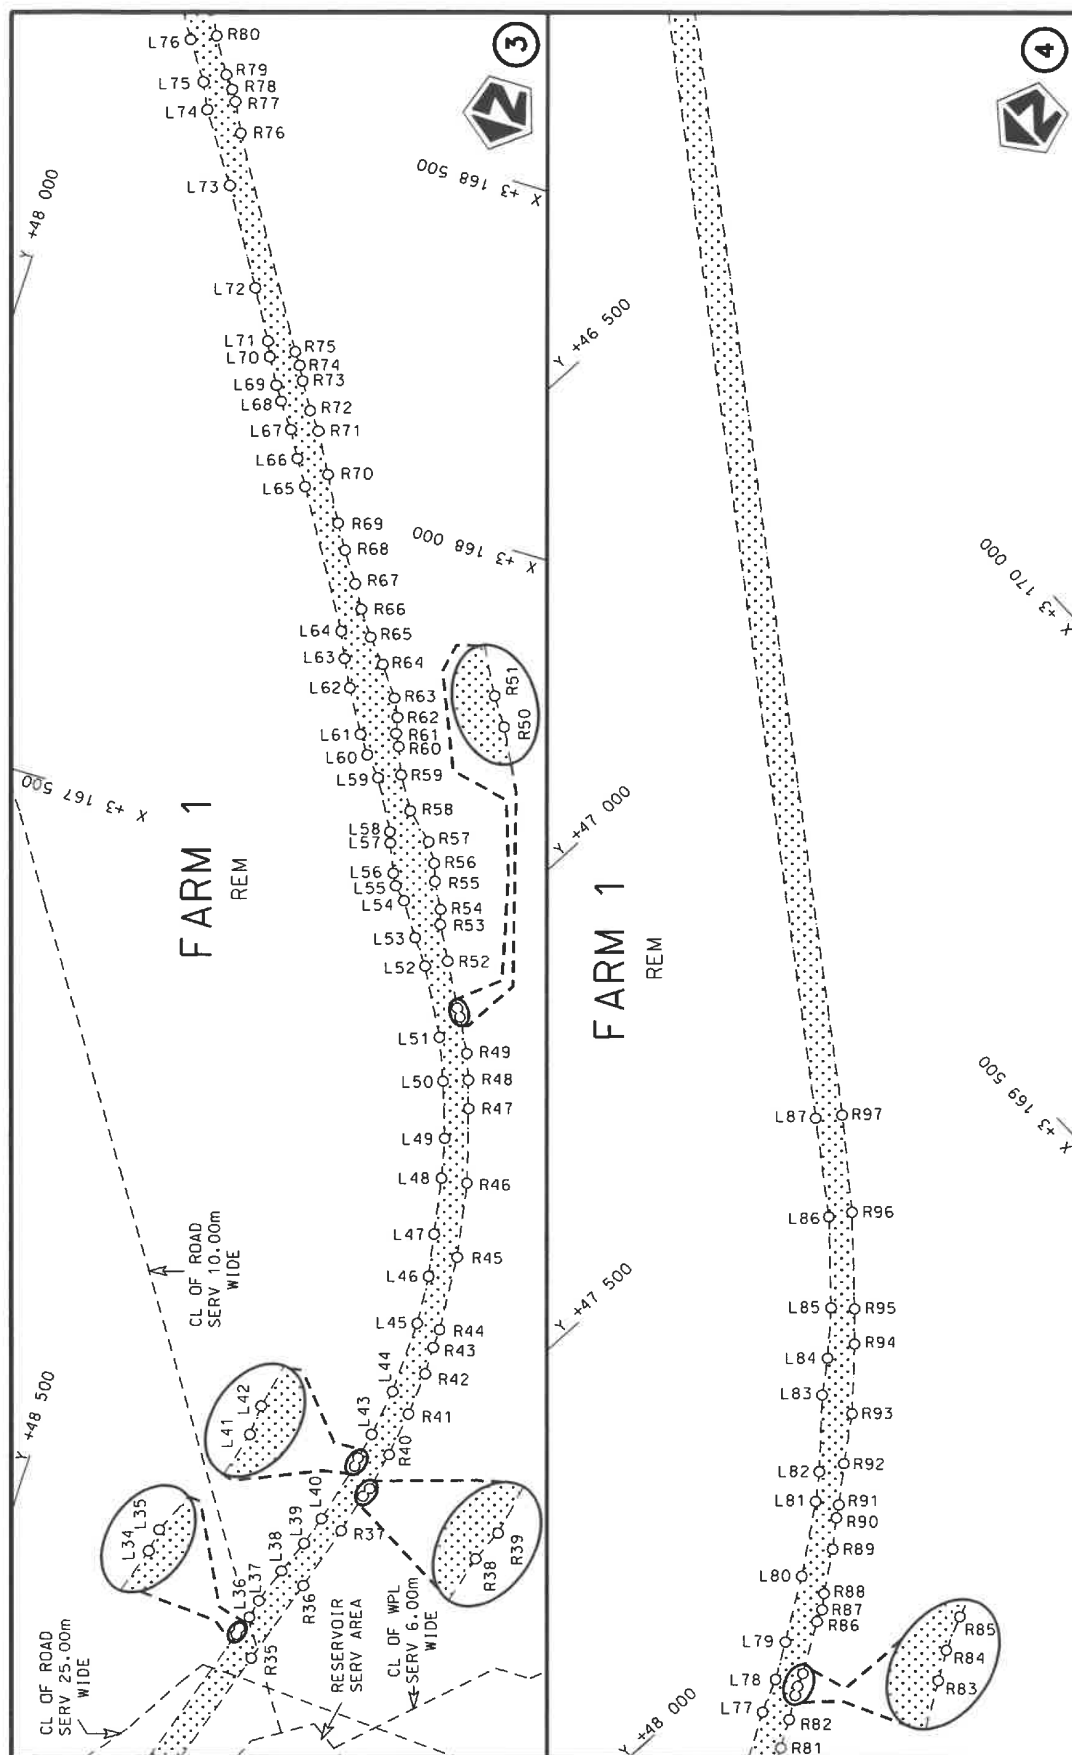 3
L76
R80
L75
R79
R78
R77
L74
R76
L73
Y +48 000
X +3 168 500
L72
L71
L70
R75
R74
R73
L69
L68
R72
R71
L67
L66
R70
L65
R69
R68
X +3 168 000
R67
R66
L64
R65
L63
R64
L62
R63
R62
R61
R60
L61
L60
L59
R59
R51
R50
X +3 167 500
FARM 1
REM
R58
L58
L57
R57
R56
R55
L56
L55
L54
R54
R53
L53
L52
R52
L51
R49
L50
R48
R47
L49
L48
R46
L47
R45
L46
CL OF ROAD
SERV 10.00m
WIDE
L45
R44
R43
L44
R42
L43
R41
R40
L41
L42
Y +48 500
L40
R37
L39
L38
R36
L34
L35
L37
L36
R35
R38
R39
CL OF ROAD
SERV 25.00m
WIDE
RESERVOIR
SERV AREA
CL OF WPL
SERV 6.00m
WIDE
4
Y +46 500
X +3 170 000
Y +47 000
FARM 1
REM
X +3 169 500
L87
R97
L86
R96
Y +47 500
L85
R95
R94
L84
L83
R93
L82
R92
L81
R91
R90
R89
L80
R88
R87
R86
L79
L78
L77
R82
R81
R85
R84
R83
Y +48 000